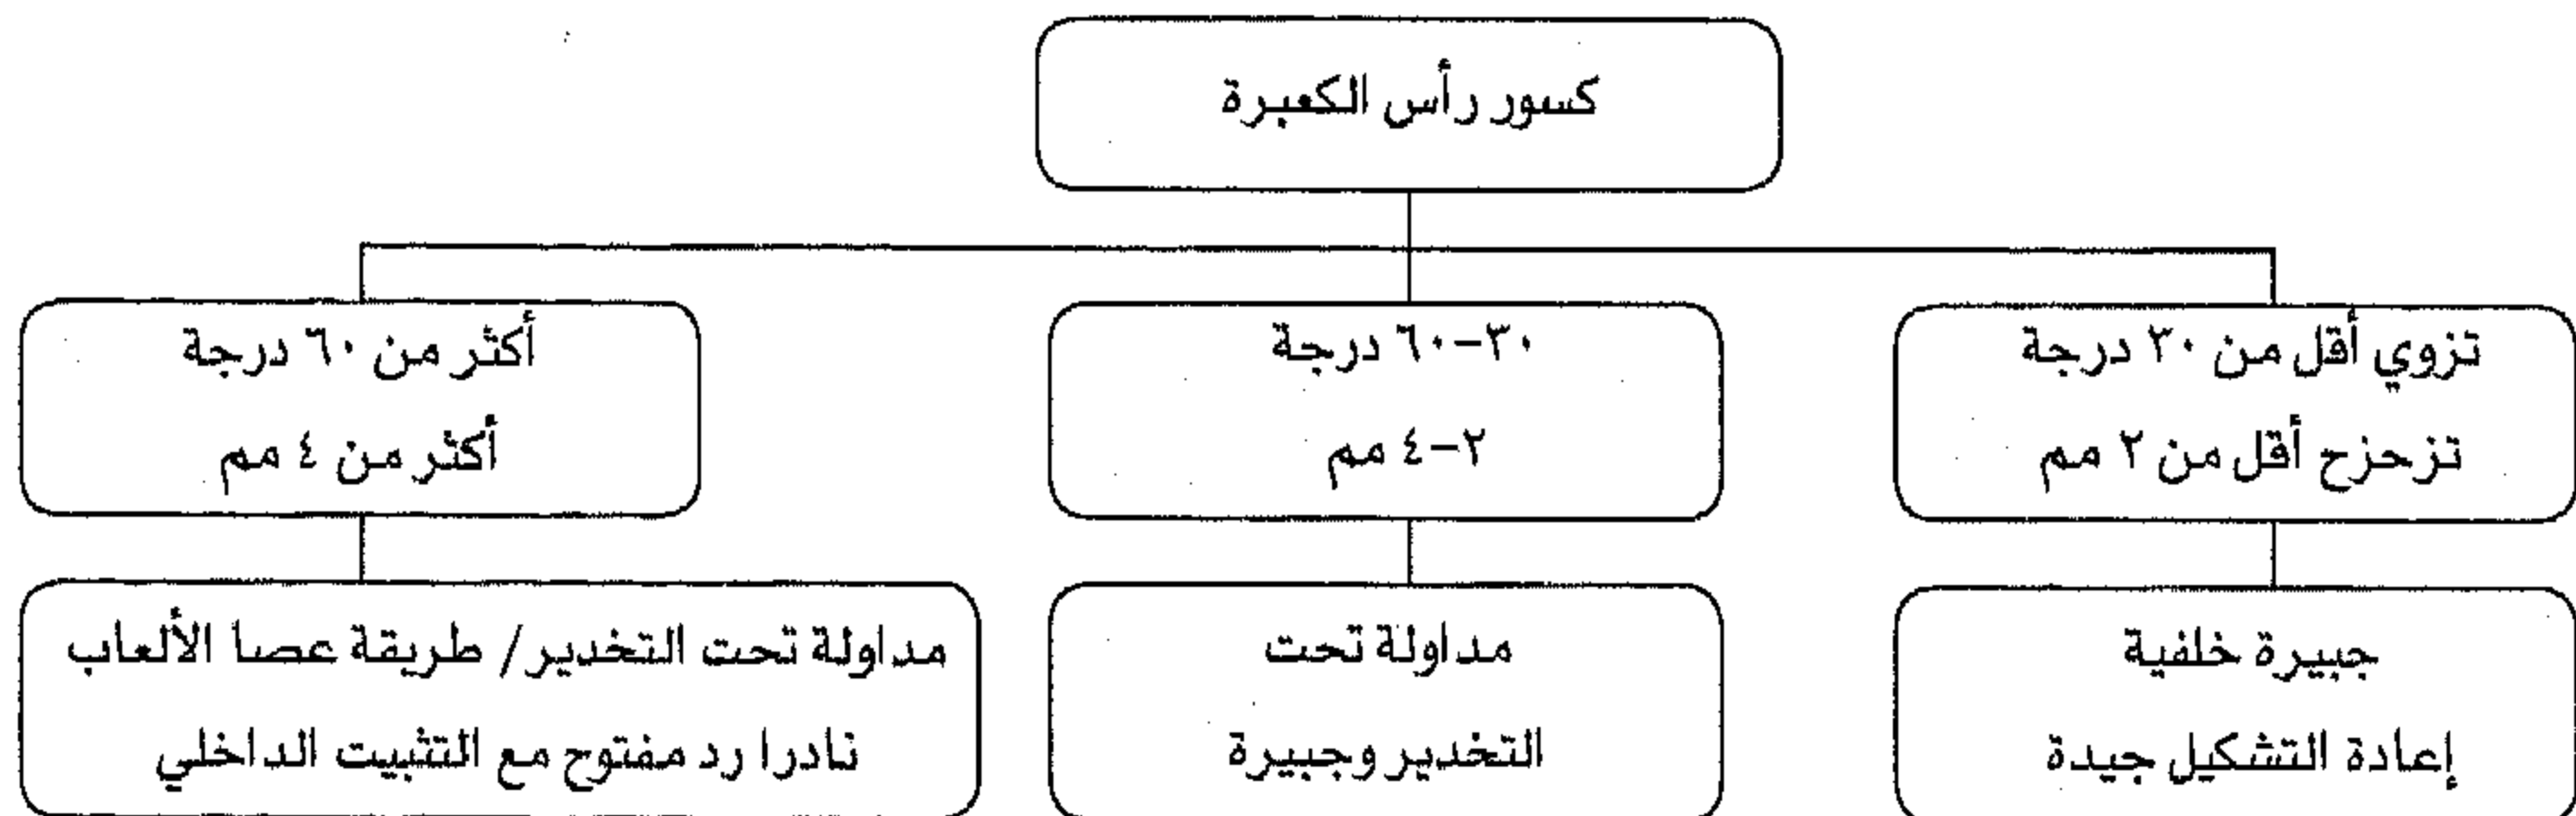 كسور رأس الكعبرة
تزوي أقل من ٣٠ درجة
تزحزح أقل من ٢ مم
٣٠-٦٠ درجة
٢-٤ مم
أكثر من ٦٠ درجة
أكثر من ٤ مم
جبيرة خلفية
إعادة التشكيل جيدة
مداولة تحت
التخدير وجبيرة
مداولة تحت التخدير/ طريقة عصا الألعاب
نادرا رد مفتوح مع التثبيت الداخلي